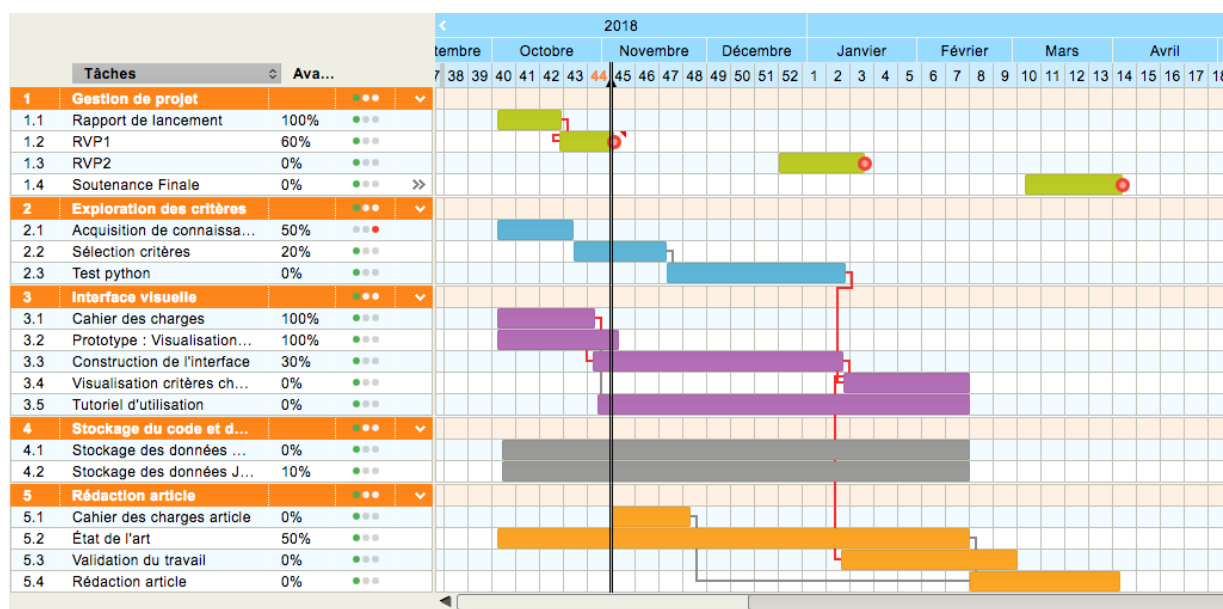 2018
tembre Octobre Novembre Décembre Janvier Février Mars Avril
Tâches Ava... 7 38 39 40 41 42 43 44 45 46 47 48 49 50 51 52 1 2 3 4 5 6 7 8 9 10 11 12 13 14 15 16 17 18
1 Gestion de projet
1.1 Rapport de lancement 100%
1.2 RVP1 60%
1.3 RVP2 0%
1.4 Soutenance Finale 0%
2 Exploration des critères
2.1 Acquisition de connaissa... 50%
2.2 Sélection critères 20%
2.3 Test python 0%
3 Interface visuelle
3.1 Cahier des charges 100%
3.2 Prototype : Visualisation... 100%
3.3 Construction de l'interface 30%
3.4 Visualisation critères ch... 0%
3.5 Tutoriel d'utilisation 0%
4 Stockage du code et d...
4.1 Stockage des données ... 0%
4.2 Stockage des données J... 10%
5 Rédaction article
5.1 Cahier des charges article 0%
5.2 État de l'art 50%
5.3 Validation du travail 0%
5.4 Rédaction article 0%